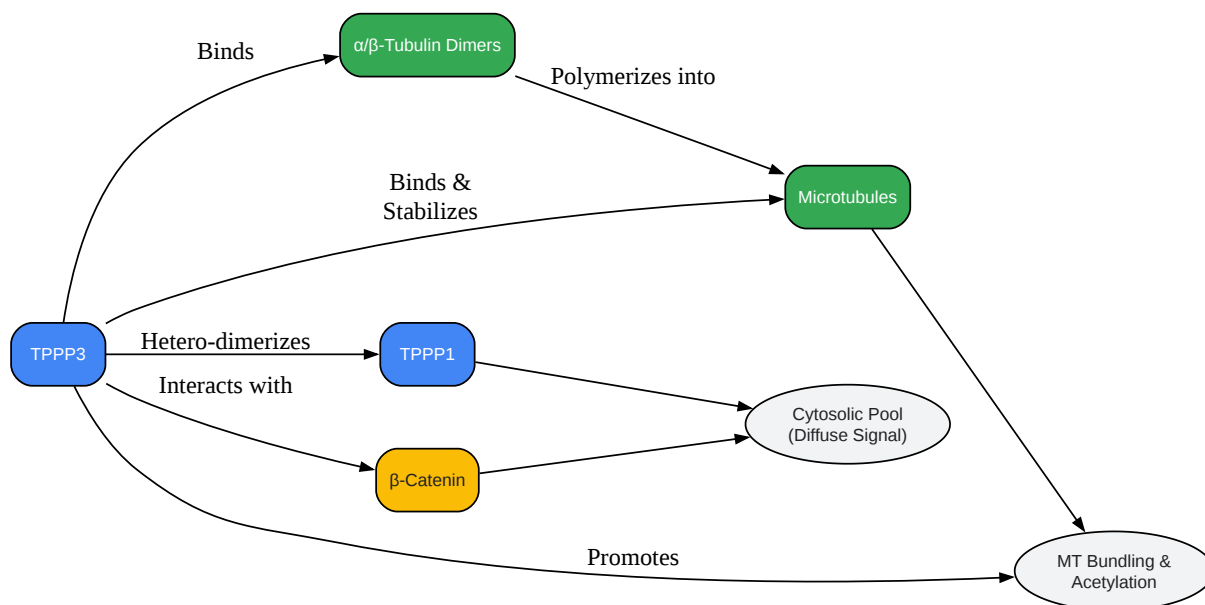 α/β-Tubulin Dimers
Binds
Polymerizes into
Binds &
Stabilizes
Microtubules
TPPP3
Hetero-dimerizes
TPPP1
Interacts with
Cytosolic Pool
(Diffuse Signal)
β-Catenin
Promotes
MT Bundling &
Acetylation